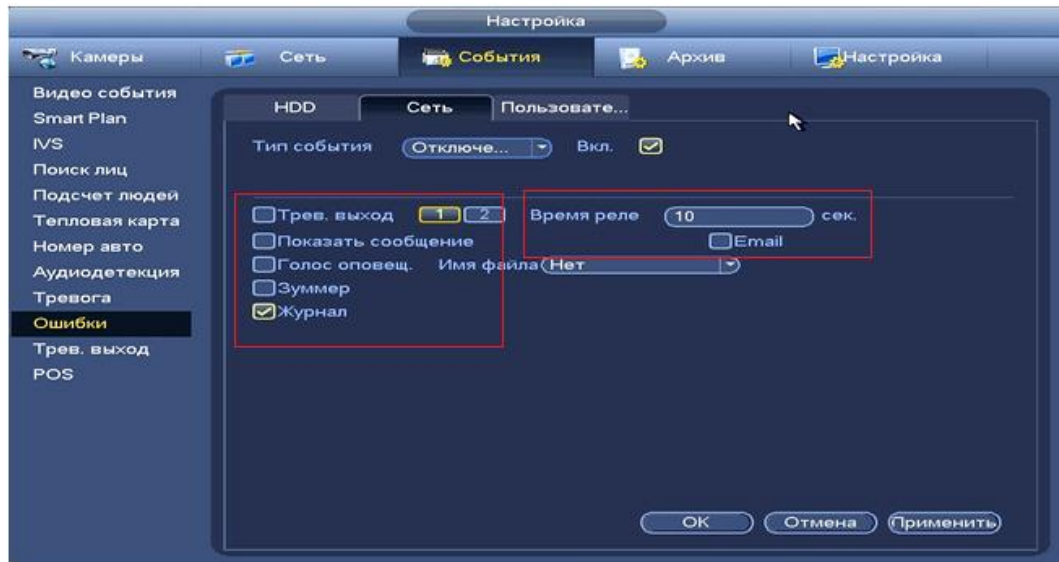 Настройка
Камеры Сеть События Архив Настройка
Видео события
Smart Plan
IVS
Поиск лиц
Подсчет людей
Тепловая карта
Номер авто
Аудиодетекция
Тревога
Ошибки
Трев. выход
POS
HDD Сеть Пользовате...
Тип события Отключе... Вкл.
Трев. выход 1 2 Время реле 10 сек.
Показать сообщение Email
Голос оповещ. Имя файла Нет
Зуммер
Журнал
OK Отмена Применить